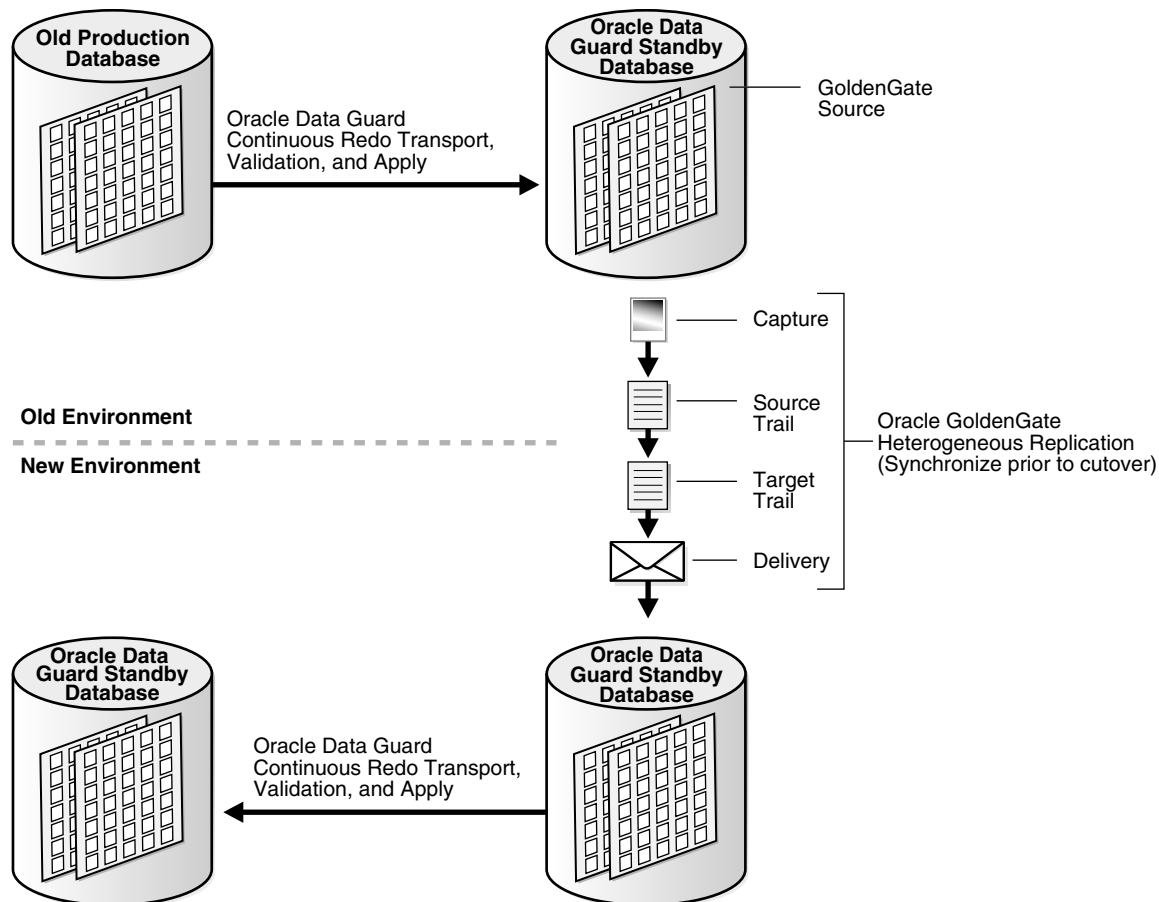 Old Production
Database
Oracle Data
Guard Standby
Database
GoldenGate
Source
Oracle Data Guard
Continuous Redo Transport,
Validation, and Apply
Capture
Source
Trail
Target
Trail
Delivery
Oracle GoldenGate
Heterogeneous Replication
(Synchronize prior to cutover)
Old Environment
New Environment
Oracle Data
Guard Standby
Database
Oracle Data Guard
Continuous Redo Transport,
Validation, and Apply
Oracle Data
Guard Standby
Database